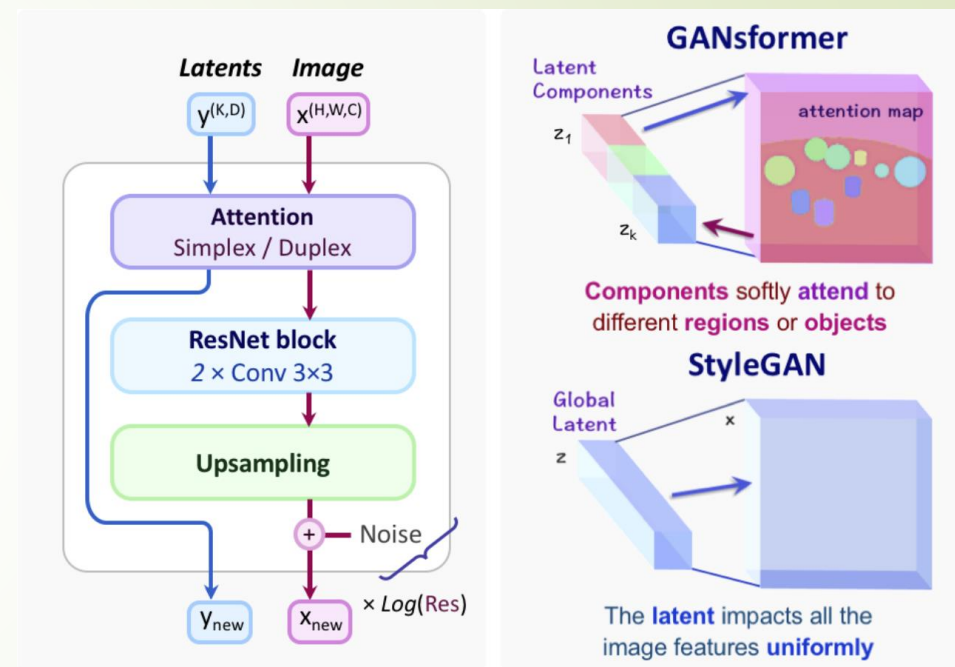 Latents Image
y(K,D) x(H,W,C)
Attention
Simplex / Duplex
ResNet block
2 × Conv 3×3
Upsampling
+ Noise
× Log(Res)
ynew xnew
GANsformer
Latent
Components
attention map
z1
zk
Components softly attend to
different regions or objects
StyleGAN
Global
Latent
x
z
The latent impacts all the
image features uniformly